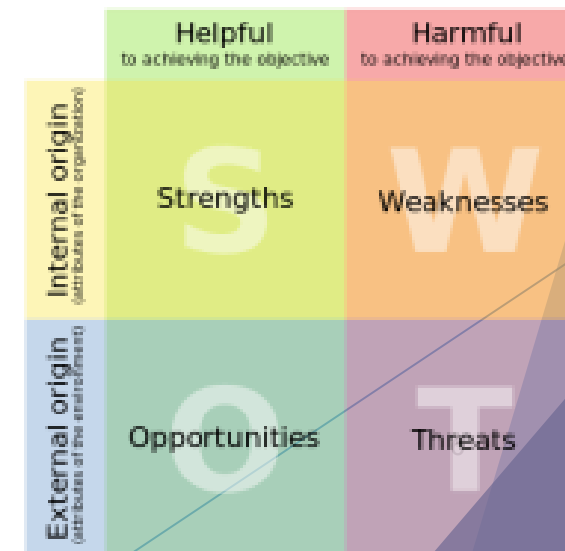 Helpful
to achieving the objective
Harmful
to achieving the objective
Internal origin
(attributes of the organization)
S
Strengths
W
Weaknesses
External origin
(attributes of the environment)
O
Opportunities
T
Threats